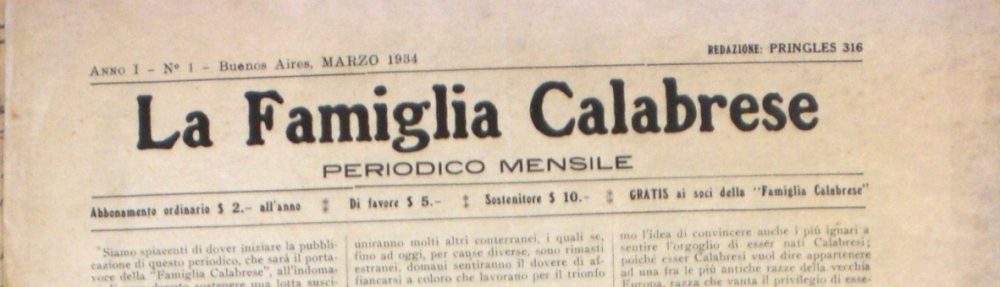 ANNO I - Nº 1 - Buenos Aires, MARZO 1934
REDAZIONE: PRINGLES 316
La Famiglia Calabrese
PERIODICO MENSILE
Abbonamento ordinario $ 2.- all'anno
Di favore $ 5.-
Sostenitore $ 10.-
GRATIS ai soci della "Famiglia Calabrese"
Siamo spiacenti di dover iniziare la pubbli-
cazione di questo periodico, che sarà il porta-
voce della "Famiglia Calabrese", all'indoma-
sostenere una lotta susci-
uniranno molti altri conterranei, i quali se,
fino ad oggi, per cause diverse, sono rimasti
estranei, domani sentiranno il dovere di af-
fiancarsi a coloro che lavorano per il trionfo
mo l'idea di convincere anche i più ignari a
sentire l'orgoglio di esser nati Calabresi;
poichè esser Calabresi vuol dire appartenere
ad una fra le più antiche razze della vecchia
Europa, razza che vanta il privilegio di esse-